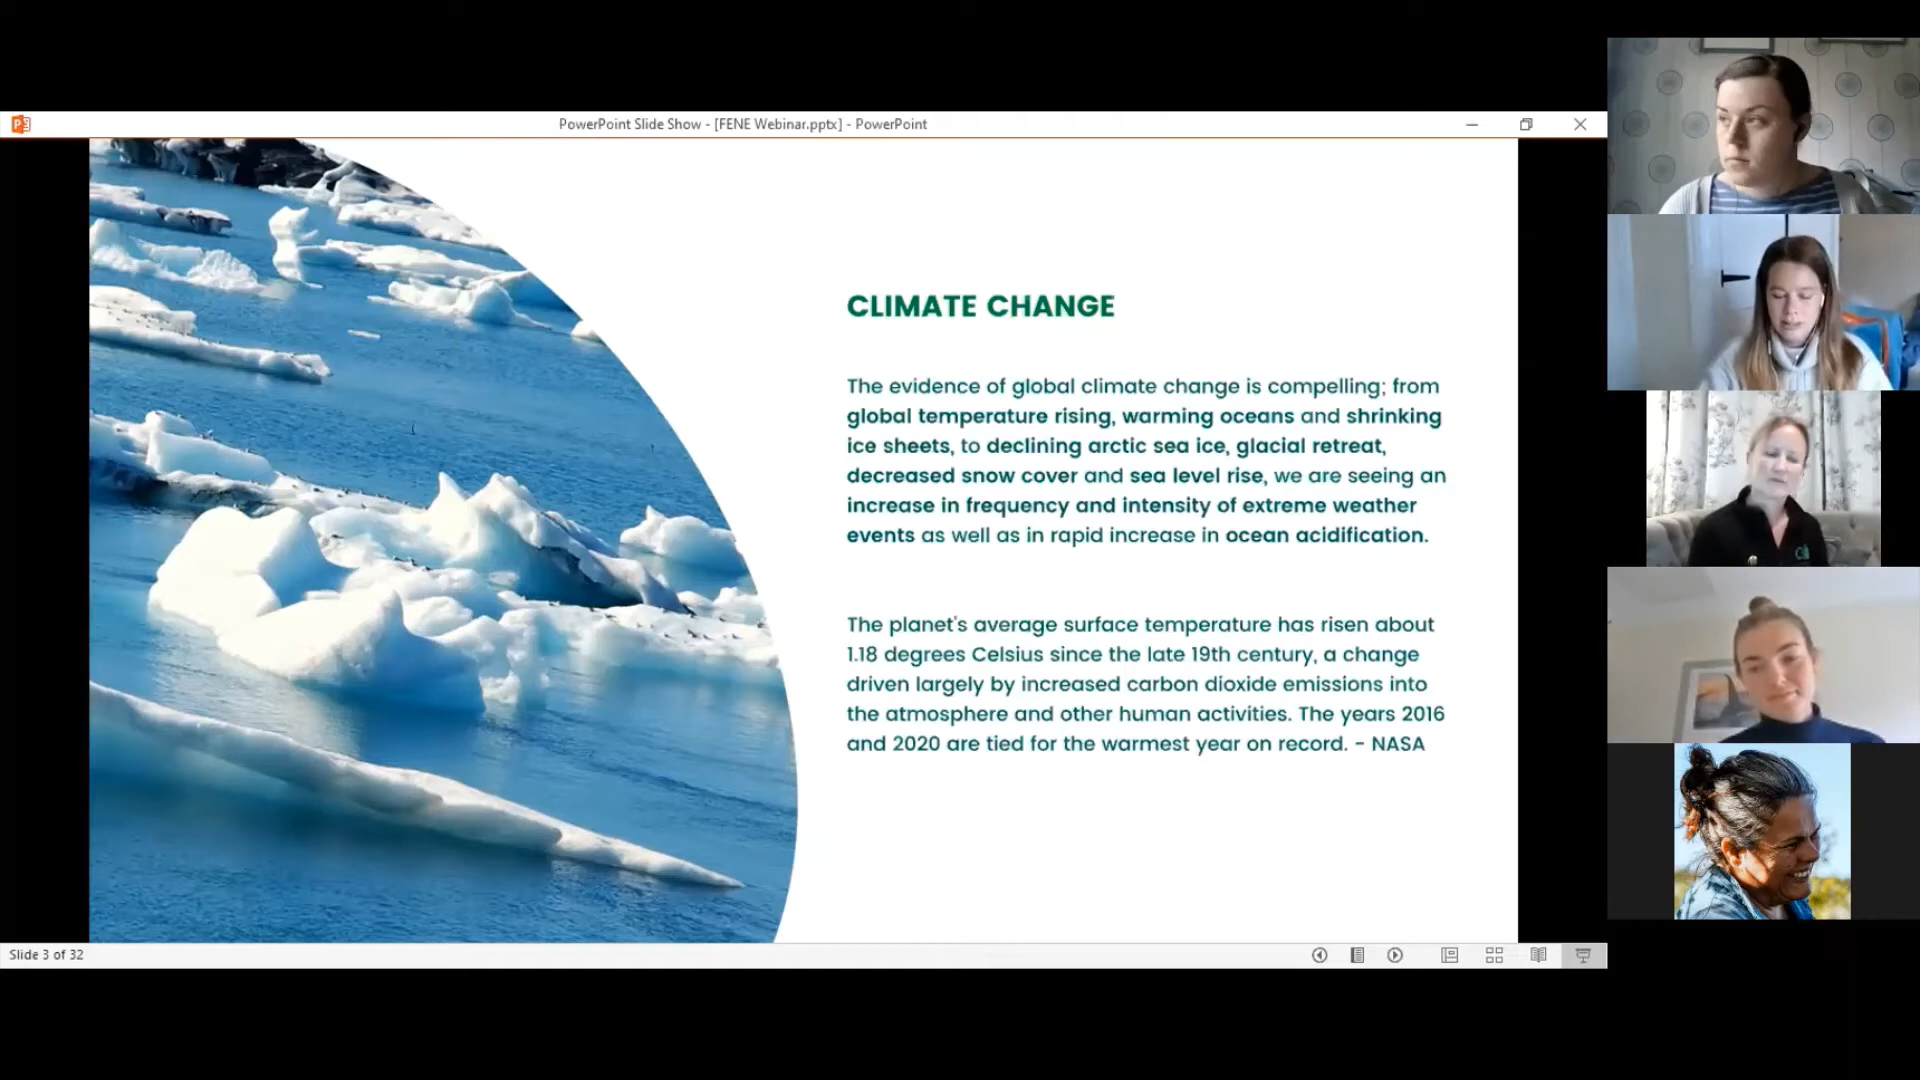 PowerPoint Slide Show - [FENE Webinar.pptx] - PowerPoint
CLIMATE CHANGE
The evidence of global climate change is compelling; from
global temperature rising, warming oceans and shrinking
ice sheets, to declining arctic sea ice, glacial retreat,
decreased snow cover and sea level rise, we are seeing an
increase in frequency and intensity of extreme weather
events as well as in rapid increase in ocean acidification.
The planet's average surface temperature has risen about
1.18 degrees Celsius since the late 19th century, a change
driven largely by increased carbon dioxide emissions into
the atmosphere and other human activities. The years 2016
and 2020 are tied for the warmest year on record. - NASA
Slide 3 of 32